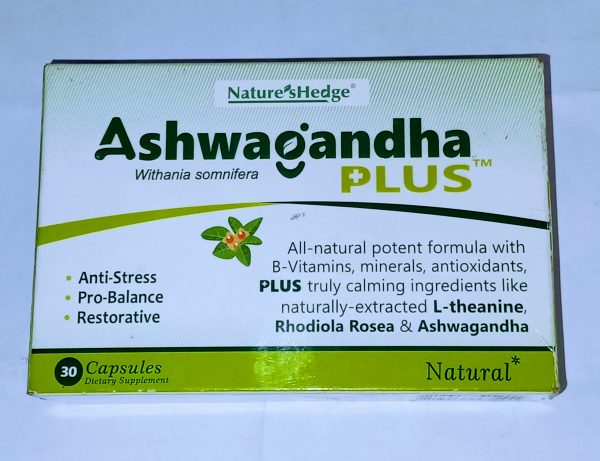 Nature'sHedge®
Ashwagandha
Withania somnifera
PLUS™
All-natural potent formula with
B-Vitamins, minerals, antioxidants,
PLUS truly calming ingredients like
naturally-extracted L-theanine,
Rhodiola Rosea & Ashwagandha
• Anti-Stress
• Pro-Balance
• Restorative
30 Capsules
Dietary Supplement
Natural*